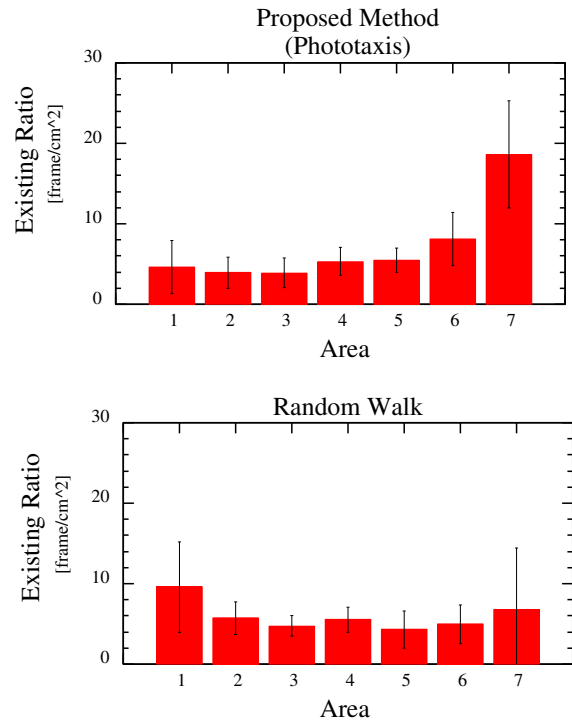 Proposed Method
(Phototaxis)
30
20
10
0
Existing Ratio
[frame/cm^2]
1 2 3 4 5 6 7
Area
Random Walk
30
20
10
0
Existing Ratio
[frame/cm^2]
1 2 3 4 5 6 7
Area